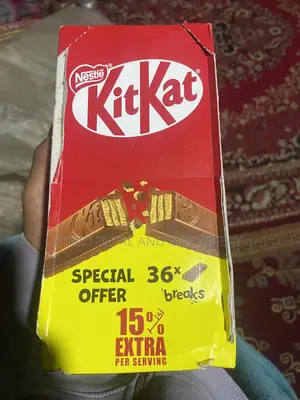 Nestlé
KitKat
SPECIAL 36x
OFFER breaks
15%
EXTRA
PER SERVING